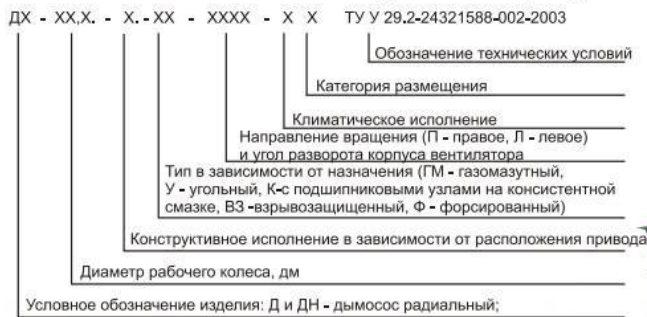 ДХ - ХХ,Х. - Х.-ХХ - ХХХХ - Х Х ТУ У 29.2-24321588-002-2003
Обозначение технических условий
Категория размещения
Климатическое исполнение
Направление вращения (П - правое, Л - левое)
и угол разворота корпуса вентилятора
Тип в зависимости от назначения (ГМ - газомазутный,
У - угольный, К-с подшипниковыми узлами на консистентной
смазке, ВЗ -взрывозащищенный, Ф - форсированный)
Конструктивное исполнение в зависимости от расположения привода
Диаметр рабочего колеса, дм
Условное обозначение изделия: Д и ДН - дымосос радиальный;